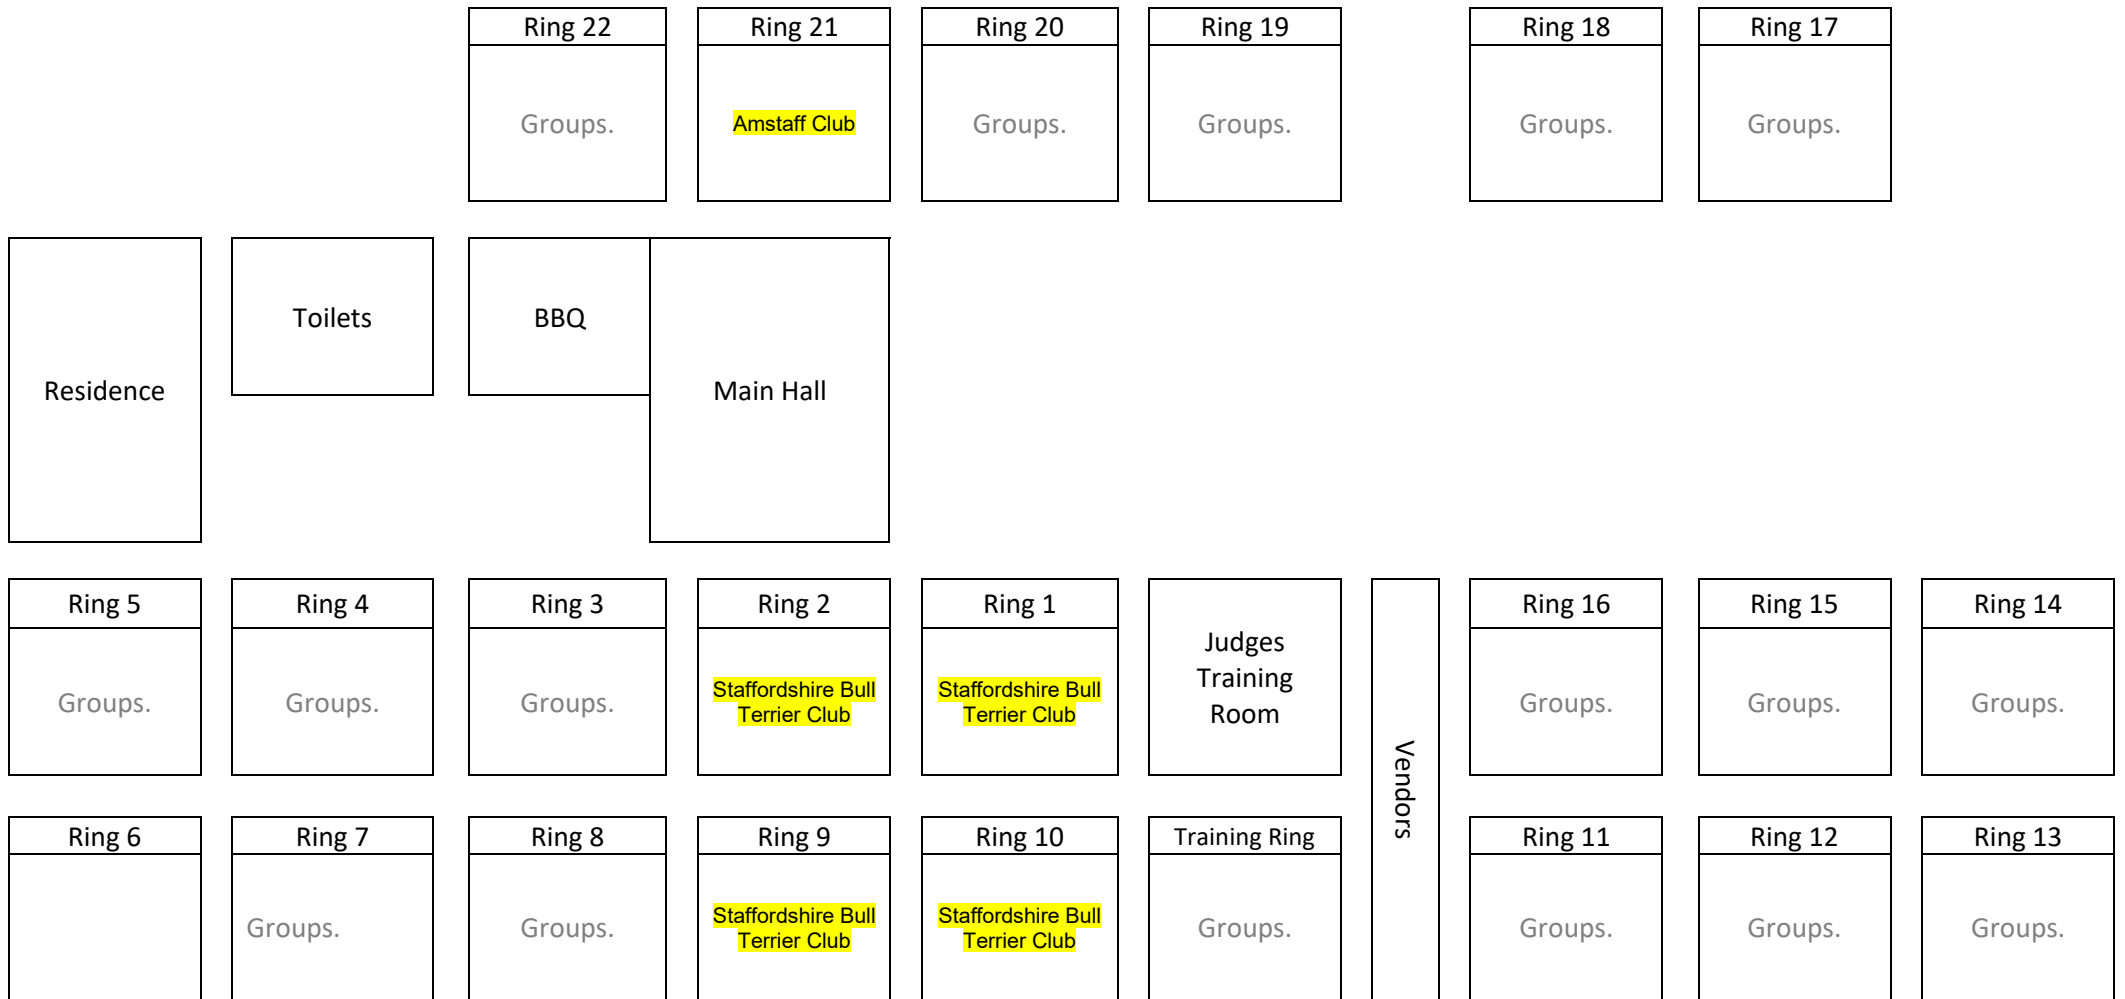 Ring 22
Ring 21
Ring 20
Ring 19
Ring 18
Ring 17
Groups.
Amstaff Club
Groups.
Groups.
Groups.
Groups.
Residence
Toilets
BBQ
Main Hall
Ring 5
Ring 4
Ring 3
Ring 2
Ring 1
Judges
Training
Room
Vendors
Ring 16
Ring 15
Ring 14
Groups.
Groups.
Groups.
Staffordshire Bull
Terrier Club
Staffordshire Bull
Terrier Club
Groups.
Groups.
Groups.
Ring 6
Ring 7
Ring 8
Ring 9
Ring 10
Training Ring
Ring 11
Ring 12
Ring 13
Groups.
Groups.
Staffordshire Bull
Terrier Club
Staffordshire Bull
Terrier Club
Groups.
Groups.
Groups.
Groups.